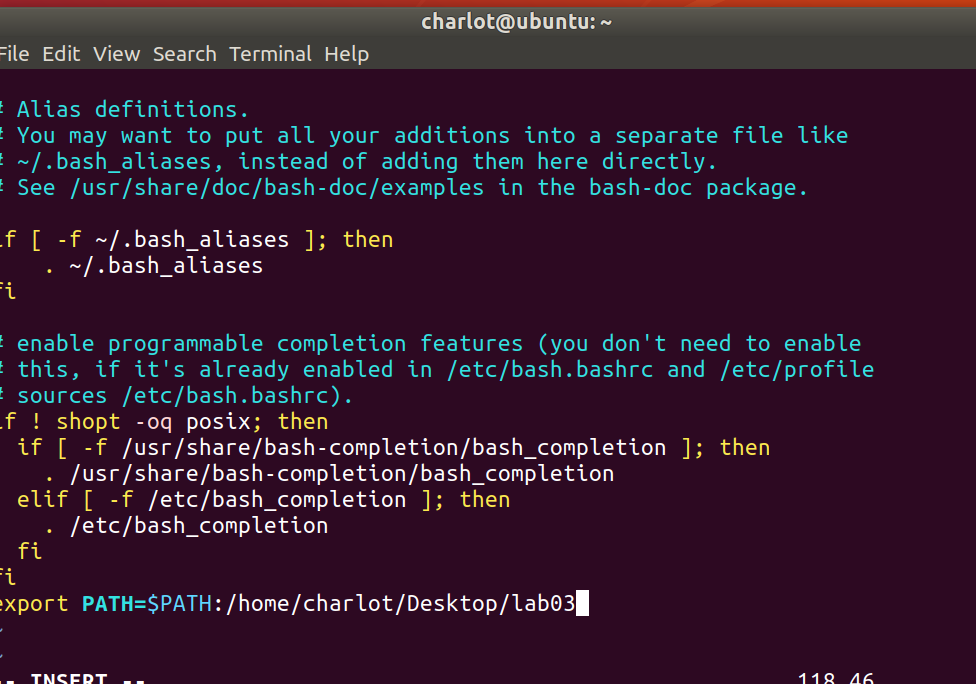 charlot@ubuntu: ~
File Edit View Search Terminal Help
# Alias definitions.
# You may want to put all your additions into a separate file like
# ~/.bash_aliases, instead of adding them here directly.
# See /usr/share/doc/bash-doc/examples in the bash-doc package.
if [ -f ~/.bash_aliases ]; then
    . ~/.bash_aliases
fi
# enable programmable completion features (you don't need to enable
# this, if it's already enabled in /etc/bash.bashrc and /etc/profile
# sources /etc/bash.bashrc).
if ! shopt -oq posix; then
  if [ -f /usr/share/bash-completion/bash_completion ]; then
    . /usr/share/bash-completion/bash_completion
  elif [ -f /etc/bash_completion ]; then
    . /etc/bash_completion
  fi
fi
export PATH=$PATH:/home/charlot/Desktop/lab03
~
~
-- INSERT -- 118,46